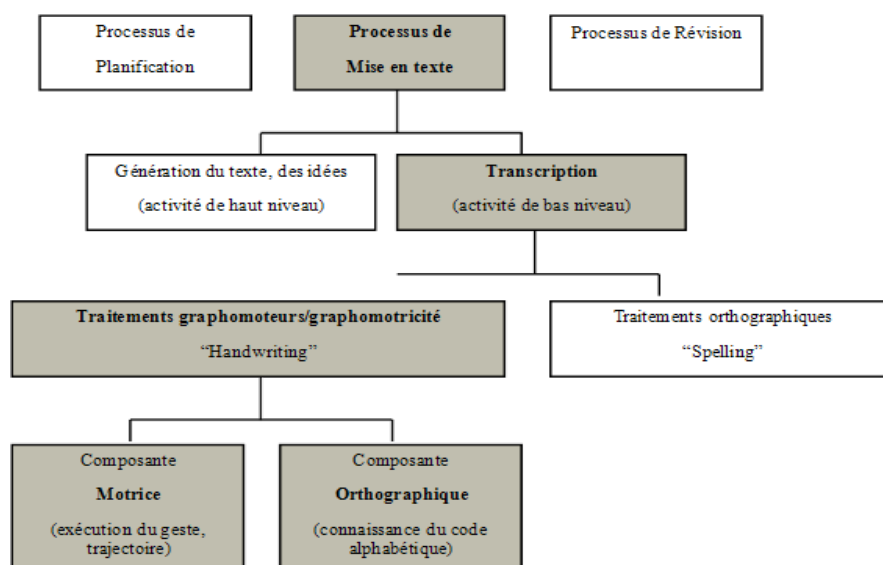 Processus de
Planification
Processus de
Mise en texte
Processus de Révision
Génération du texte, des idées
(activité de haut niveau)
Transcription
(activité de bas niveau)
Traitements graphomoteurs/graphomotricité
“Handwriting”
Traitements orthographiques
“Spelling”
Composante
Motrice
(exécution du geste,
trajectoire)
Composante
Orthographique
(connaissance du code
alphabétique)